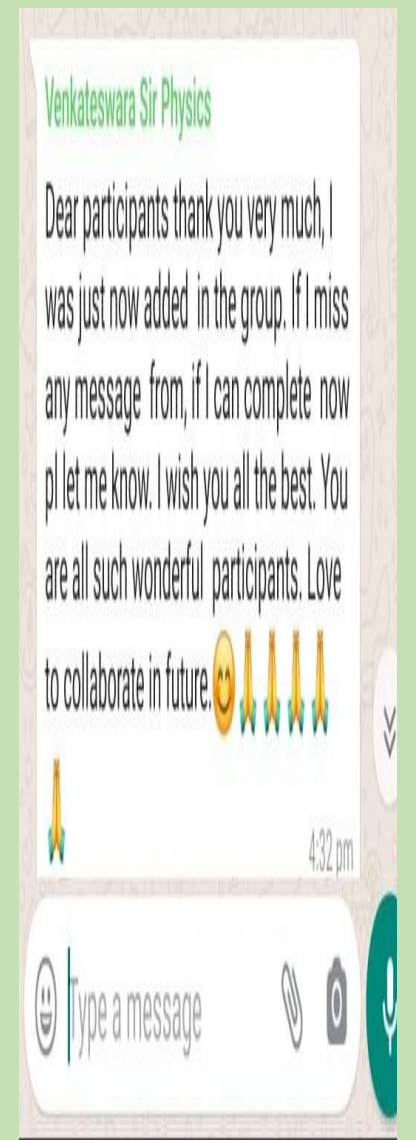 Venkateswara Sir Physics
Dear participants thank you very much, I
was just now added in the group. If I miss
any message from, if I can complete now
pl let me know. I wish you all the best. You
are all such wonderful participants. Love
to collaborate in future.😊🙏🙏🙏🙏
🙏
4:32 pm
Type a message